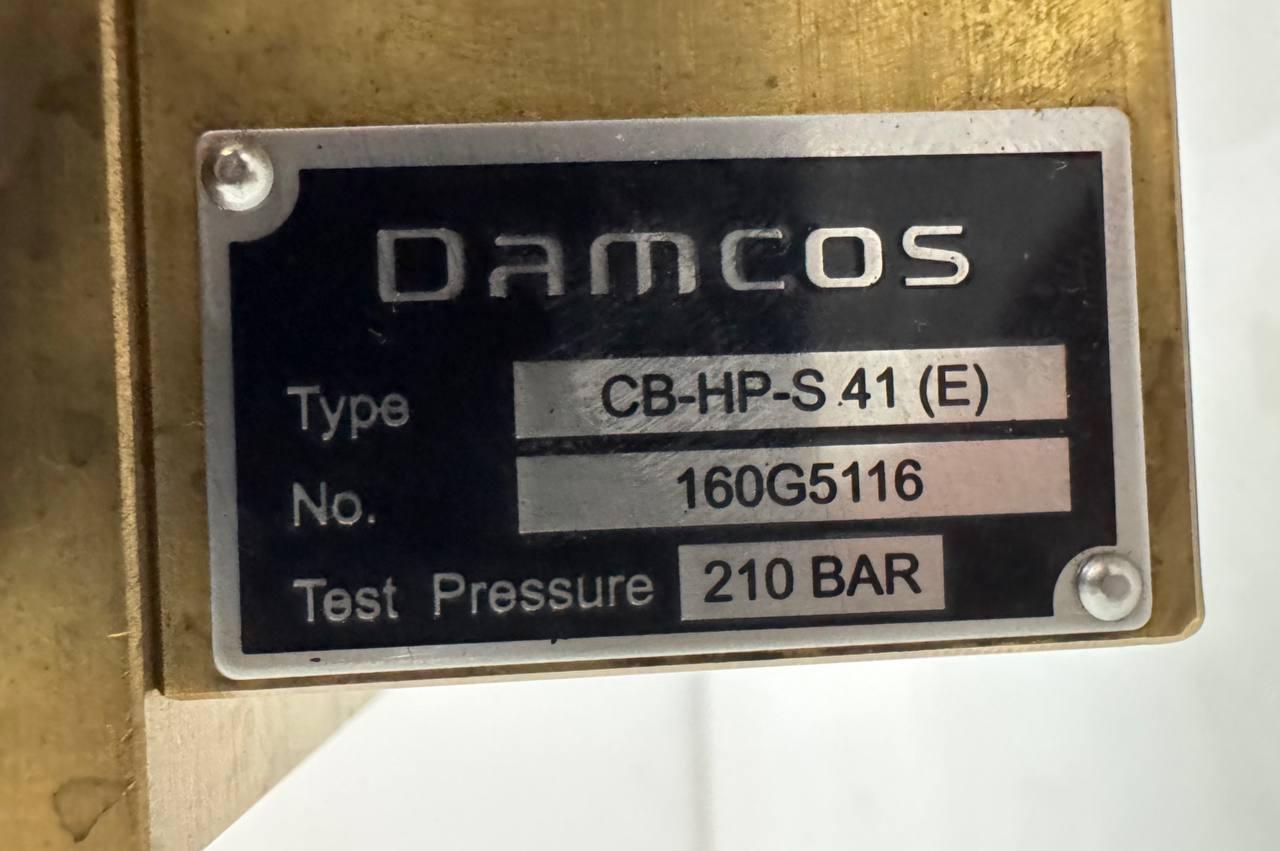 DAMCOS
Type CB-HP-S 41 (E)
No. 160G5116
Test Pressure 210 BAR